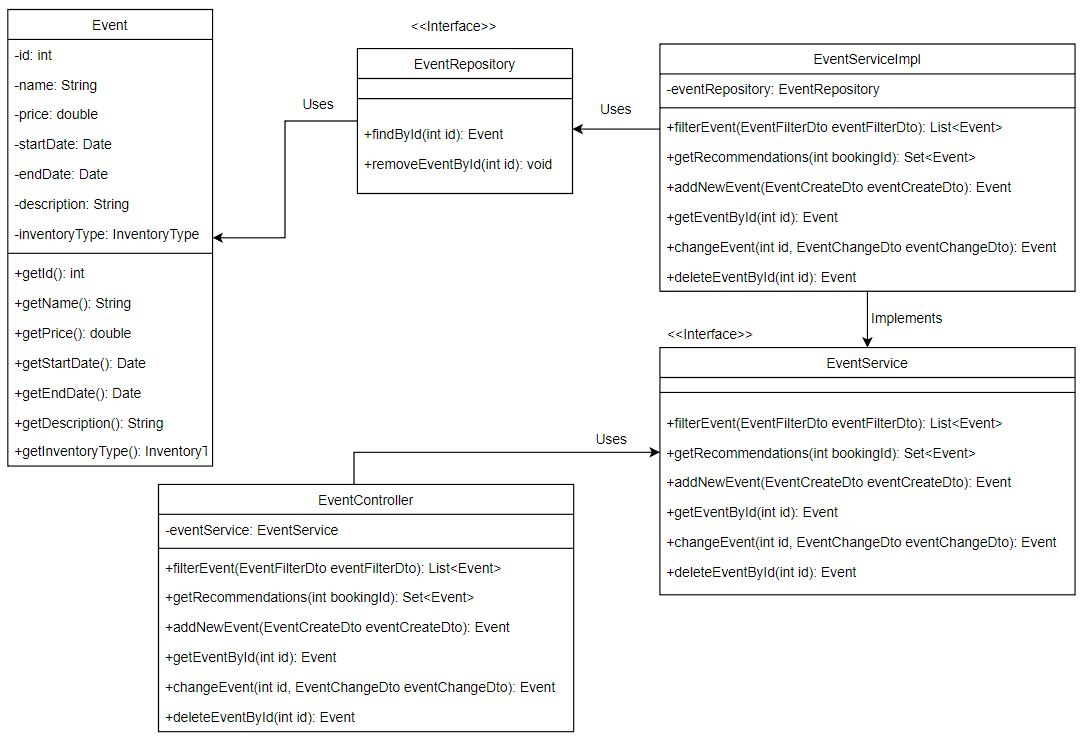 Event
-id: int
-name: String
-price: double
-startDate: Date
-endDate: Date
-description: String
-inventoryType: InventoryType
+getId(): int
+getName(): String
+getPrice(): double
+getStartDate(): Date
+getEndDate(): Date
+getDescription(): String
+getInventoryType(): InventoryT
Uses
<<Interface>>
EventRepository
+findById(int id): Event
+removeEventById(int id): void
Uses
EventServiceImpl
-eventRepository: EventRepository
+filterEvent(EventFilterDto eventFilterDto): List<Event>
+getRecommendations(int bookingId): Set<Event>
+addNewEvent(EventCreateDto eventCreateDto): Event
+getEventById(int id): Event
+changeEvent(int id, EventChangeDto eventChangeDto): Event
+deleteEventById(int id): Event
Implements
<<Interface>>
EventService
+filterEvent(EventFilterDto eventFilterDto): List<Event>
+getRecommendations(int bookingId): Set<Event>
+addNewEvent(EventCreateDto eventCreateDto): Event
+getEventById(int id): Event
+changeEvent(int id, EventChangeDto eventChangeDto): Event
+deleteEventById(int id): Event
Uses
EventController
-eventService: EventService
+filterEvent(EventFilterDto eventFilterDto): List<Event>
+getRecommendations(int bookingId): Set<Event>
+addNewEvent(EventCreateDto eventCreateDto): Event
+getEventById(int id): Event
+changeEvent(int id, EventChangeDto eventChangeDto): Event
+deleteEventById(int id): Event